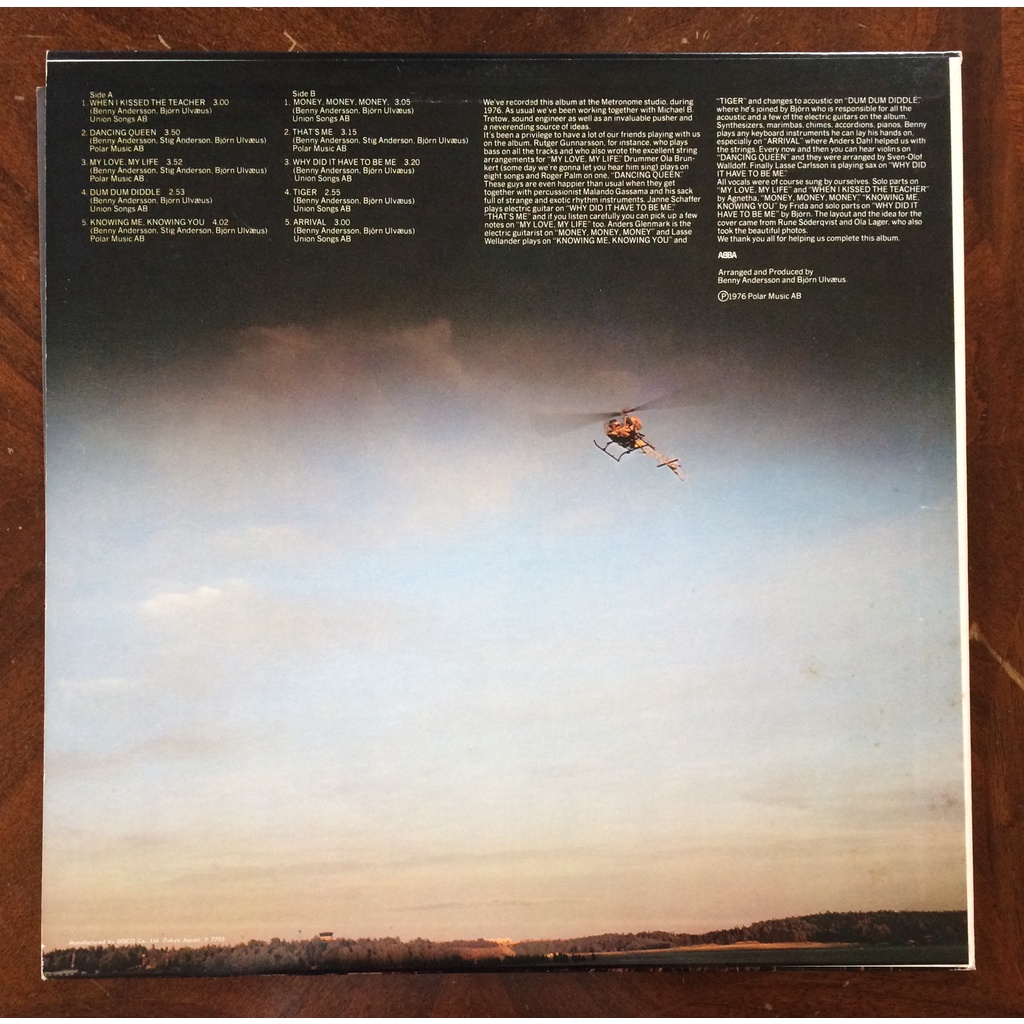 Side A
1. WHEN I KISSED THE TEACHER 3.00
(Benny Andersson, Björn Ulvæus)
Union Songs AB
2. DANCING QUEEN 3.50
(Benny Andersson, Stig Anderson, Björn Ulvæus)
Polar Music AB
3. MY LOVE, MY LIFE 3.52
(Benny Andersson, Stig Anderson, Björn Ulvæus)
Polar Music AB
4. DUM DUM DIDDLE 2.53
(Benny Andersson, Björn Ulvæus)
Union Songs AB
5. KNOWING ME, KNOWING YOU 4.02
(Benny Andersson, Stig Anderson, Björn Ulvæus)
Polar Music AB
Side B
1. MONEY, MONEY, MONEY, 3.05
(Benny Andersson, Björn Ulvæus)
Union Songs AB
2. THAT'S ME 3.15
(Benny Andersson, Stig Anderson, Björn Ulvæus)
Polar Music AB
3. WHY DID IT HAVE TO BE ME 3.20
(Benny Andersson, Björn Ulvæus)
Union Songs AB
4. TIGER 2.55
(Benny Andersson, Björn Ulvæus)
Union Songs AB
5. ARRIVAL 3.00
(Benny Andersson, Björn Ulvæus)
Union Songs AB
We've recorded this album at the Metronome studio, during
1976. As usual we've been working together with Michael B.
Tretow, sound engineer as well as an invaluable pusher and
a neverending source of ideas.
It's been a privilege to have a lot of our friends playing with us
on the album. Rutger Gunnarsson, for instance, who plays
bass on all the tracks and who also wrote the excellent string
arrangements for "MY LOVE, MY LIFE". Drummer Ola Brun-
kert (some day we're gonna let you hear him sing) plays on
eight songs and Roger Palm on one, "DANCING QUEEN".
These guys are even happier than usual when they get
together with percussionist Malando Gassama and his sack
full of strange and exotic rhythm instruments. Janne Schaffer
plays electric guitar on "WHY DID IT HAVE TO BE ME",
"THAT'S ME" and if you listen carefully you can pick up a few
notes on "MY LOVE, MY LIFE" too. Anders Glenmark is the
electric guitarist on "MONEY, MONEY, MONEY" and Lasse
Wellander plays on "KNOWING ME, KNOWING YOU" and
"TIGER" and changes to acoustic on "DUM DUM DIDDLE",
where he's joined by Björn who is responsible for all the
acoustic and a few of the electric guitars on the album.
Synthesizers, marimbas, chimes, accordions, pianos, Benny
plays any keyboard instruments he can lay his hands on,
especially on "ARRIVAL" where Anders Dahl helped us with
the strings. Every now and then you can hear violins on
"DANCING QUEEN" and they were arranged by Sven-Olof
Walldoff. Finally Lasse Carlsson is playing sax on "WHY DID
IT HAVE TO BE ME".
All vocals were of course sung by ourselves. Solo parts on
"MY LOVE, MY LIFE" and "WHEN I KISSED THE TEACHER"
by Agnetha, "MONEY, MONEY, MONEY", "KNOWING ME,
KNOWING YOU" by Frida and solo parts on "WHY DID IT
HAVE TO BE ME" by Björn. The layout and the idea for the
cover came from Rune Söderqvist and Ola Lager, who also
took the beautiful photos.
We thank you all for helping us complete this album.
ABBA
Arranged and Produced by
Benny Andersson and Björn Ulvæus.
Ⓟ1976 Polar Music AB
Manufactured by DISCO Co. Ltd. (Tokyo Japan)